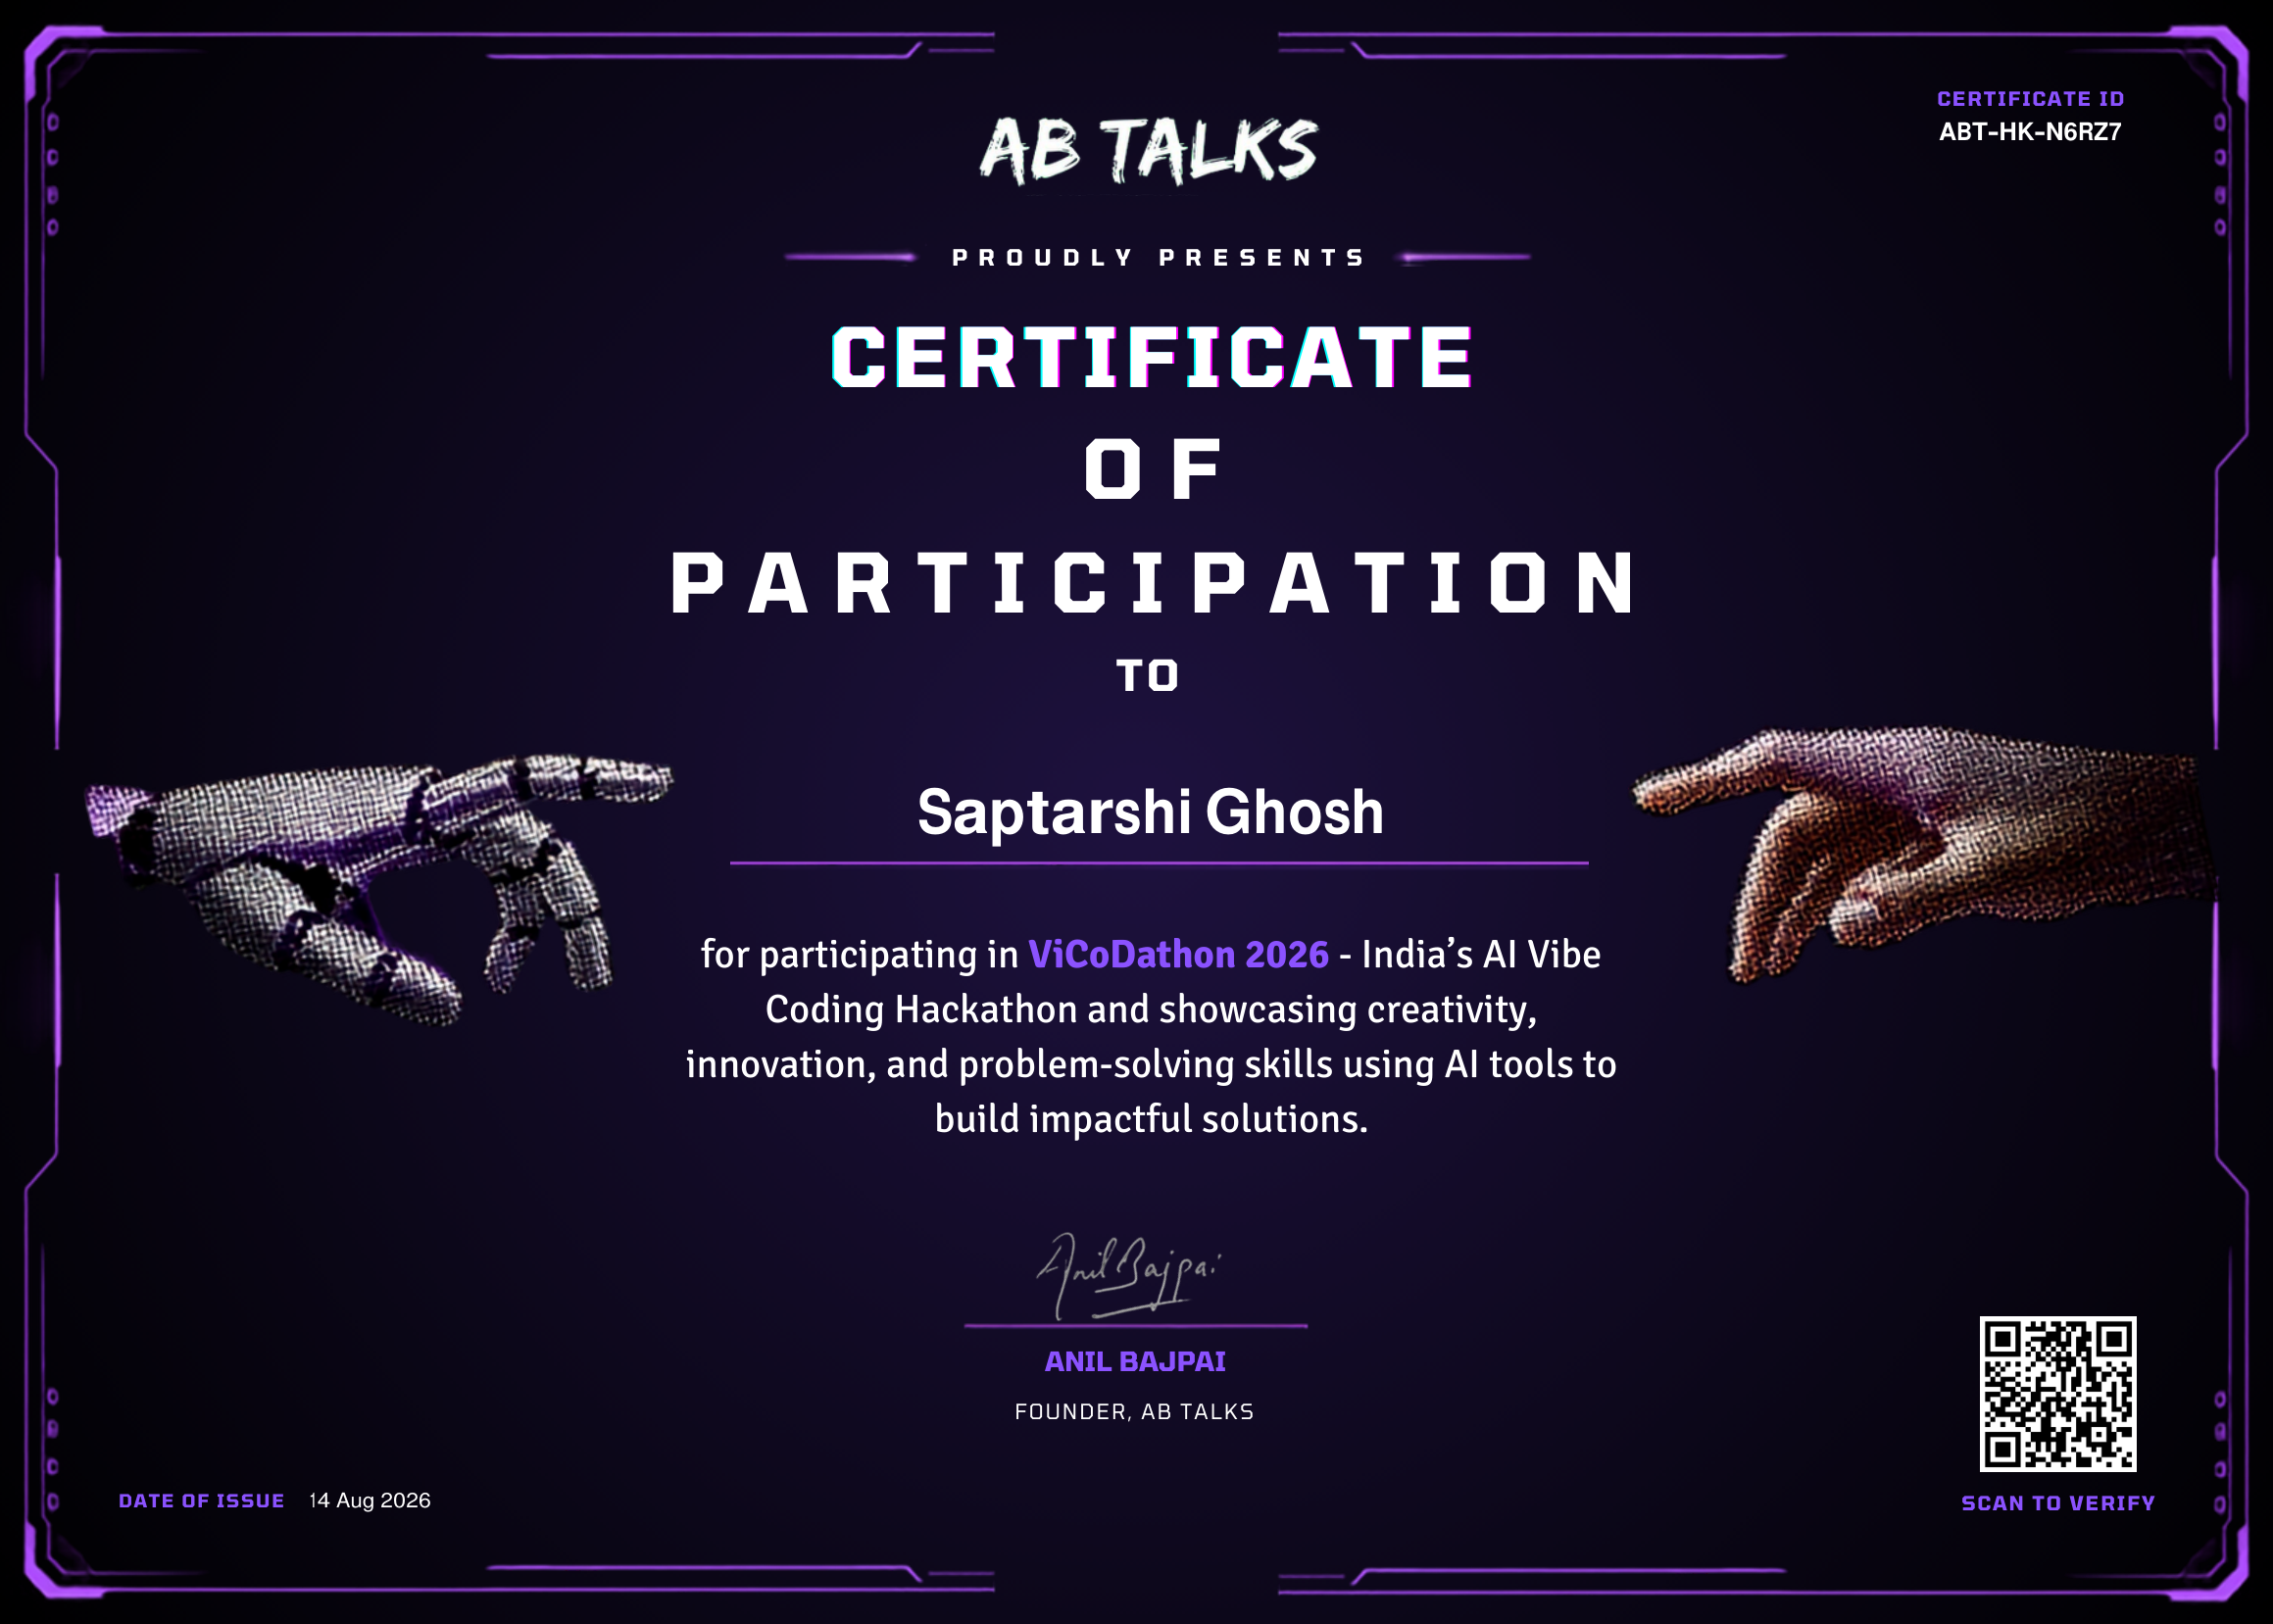 CERTIFICATE ID
ABT-HK-N6RZ7
AB TALKS
PROUDLY PRESENTS
CERTIFICATE
OF
PARTICIPATION
TO
Saptarshi Ghosh
for participating in ViCoDathon 2026 - India’s AI Vibe
Coding Hackathon and showcasing creativity,
innovation, and problem-solving skills using AI tools to
build impactful solutions.
Anil Bajpai
ANIL BAJPAI
FOUNDER, AB TALKS
DATE OF ISSUE 14 Aug 2026
SCAN TO VERIFY